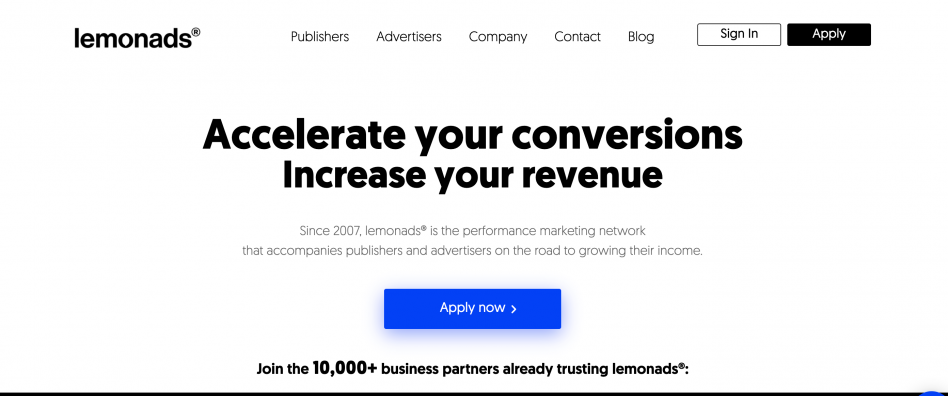 lemonads®
Publishers Advertisers Company Contact Blog Sign In Apply
Accelerate your conversions
Increase your revenue
Since 2007, lemonads® is the performance marketing network
that accompanies publishers and advertisers on the road to growing their income.
Apply now ›
Join the 10,000+ business partners already trusting lemonads®: